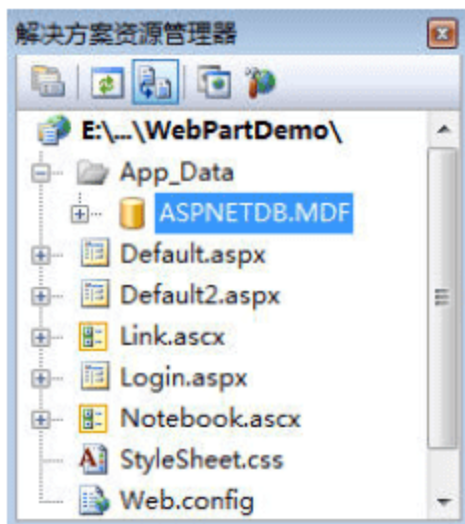 解决方案资源管理器
E:\...\WebPartDemo\
App_Data
ASPNETDB.MDF
Default.aspx
Default2.aspx
Link.ascx
Login.aspx
Notebook.ascx
StyleSheet.css
Web.config